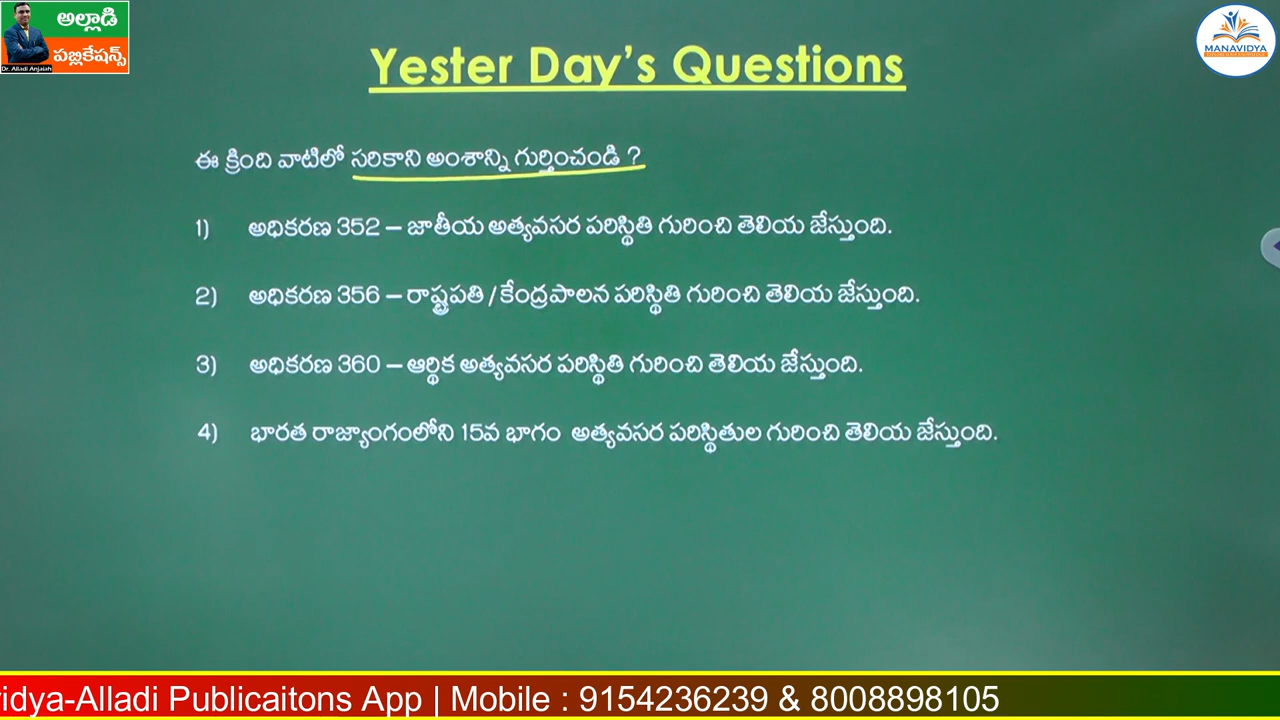 అల్లాడి
పబ్లికేషన్స్
Dr. Alladi Anjaiah
MANAVIDYA
Yester Day's Questions
ఈ క్రింది వాటిలో సరికాని అంశాన్ని గుర్తించండి ?
1) అధికరణ 352 – జాతీయ అత్యవసర పరిస్థితి గురించి తెలియ జేస్తుంది.
2) అధికరణ 356 – రాష్ట్రపతి / కేంద్రపాలన పరిస్థితి గురించి తెలియ జేస్తుంది.
3) అధికరణ 360 – ఆర్థిక అత్యవసర పరిస్థితి గురించి తెలియ జేస్తుంది.
4) భారత రాజ్యాంగంలోని 15వ భాగం అత్యవసర పరిస్థితుల గురించి తెలియ జేస్తుంది.
vidya-Alladi Publicaitons App | Mobile : 9154236239 & 8008898105